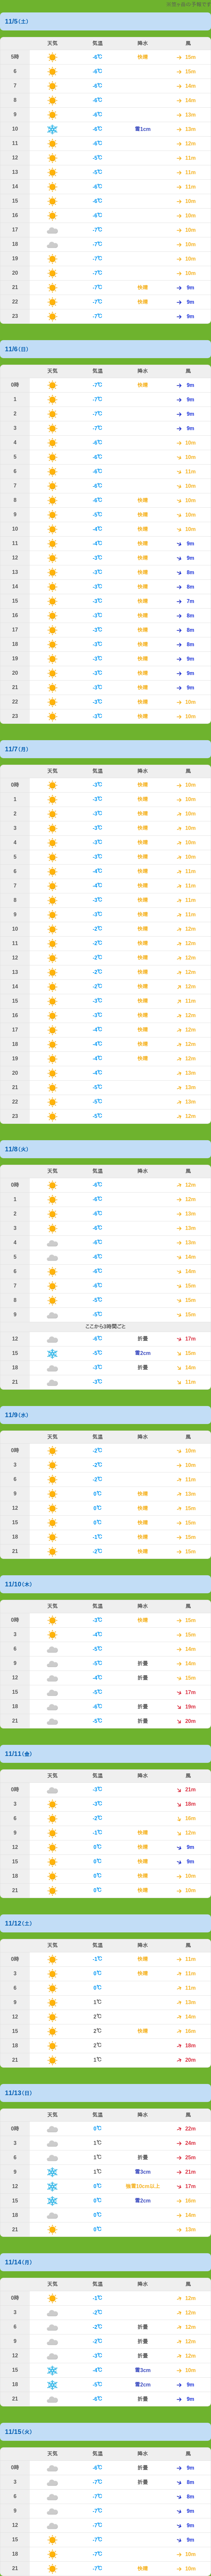 11/5(土)
天気 気温 降水 風
5時 -6℃ 快晴 15m
6 -6℃ 15m
7 -6℃ 14m
8 -6℃ 14m
9 -6℃ 13m
10 -6℃ 雪1cm 13m
11 -6℃ 12m
12 -5℃ 11m
13 -5℃ 11m
14 -6℃ 11m
15 -6℃ 10m
16 -6℃ 10m
17 -7℃ 10m
18 -7℃ 10m
19 -7℃ 10m
20 -7℃ 10m
21 -7℃ 快晴 9m
22 -7℃ 快晴 9m
23 -7℃ 9m
11/6(日)
天気 気温 降水 風
0時 -7℃ 快晴 9m
1 -7℃ 9m
2 -7℃ 9m
3 -7℃ 9m
4 -6℃ 10m
5 -6℃ 10m
6 -6℃ 11m
7 -6℃ 10m
8 -6℃ 快晴 10m
9 -5℃ 快晴 10m
10 -4℃ 快晴 10m
11 -4℃ 快晴 9m
12 -3℃ 快晴 9m
13 -3℃ 快晴 8m
14 -3℃ 快晴 8m
15 -3℃ 快晴 7m
16 -3℃ 快晴 8m
17 -3℃ 快晴 8m
18 -3℃ 快晴 8m
19 -3℃ 快晴 9m
20 -3℃ 快晴 9m
21 -3℃ 快晴 9m
22 -3℃ 快晴 10m
23 -3℃ 快晴 10m
11/7(月)
天気 気温 降水 風
0時 -3℃ 快晴 10m
1 -3℃ 快晴 10m
2 -3℃ 快晴 10m
3 -3℃ 快晴 10m
4 -3℃ 快晴 10m
5 -3℃ 快晴 10m
6 -4℃ 快晴 11m
7 -4℃ 快晴 11m
8 -3℃ 快晴 11m
9 -3℃ 快晴 11m
10 -2℃ 快晴 12m
11 -2℃ 快晴 12m
12 -2℃ 快晴 12m
13 -2℃ 快晴 12m
14 -2℃ 快晴 12m
15 -3℃ 快晴 11m
16 -3℃ 快晴 12m
17 -4℃ 快晴 12m
18 -4℃ 快晴 12m
19 -4℃ 快晴 12m
20 -4℃ 12m
21 -5℃ 13m
22 -5℃ 13m
23 -5℃ 12m
11/8(火)
天気 気温 降水 風
0時 -6℃ 12m
1 -6℃ 12m
2 -6℃ 13m
3 -6℃ 13m
4 -6℃ 13m
5 -6℃ 14m
6 -6℃ 14m
7 -6℃ 15m
8 -5℃ 15m
9 -5℃ 15m
ここから3時間ごと
12 -6℃ 折曇 17m
15 -5℃ 雪2cm 15m
18 -3℃ 折曇 14m
21 -3℃ 11m
11/9(水)
天気 気温 降水 風
0時 -2℃ 10m
3 -2℃ 10m
6 -2℃ 11m
9 0℃ 快晴 13m
12 0℃ 快晴 15m
15 0℃ 快晴 15m
18 -1℃ 快晴 15m
21 -2℃ 快晴 15m
11/10(木)
天気 気温 降水 風
0時 -3℃ 快晴 15m
3 -4℃ 15m
6 -5℃ 14m
9 -5℃ 折曇 14m
12 -4℃ 折曇 15m
15 -5℃ 17m
18 -6℃ 折曇 19m
21 -5℃ 折曇 20m
11/11(金)
天気 気温 降水 風
0時 -3℃ 21m
3 -3℃ 18m
6 -2℃ 16m
9 -1℃ 快晴 12m
12 0℃ 快晴 9m
15 0℃ 快晴 9m
18 0℃ 快晴 10m
21 0℃ 快晴 10m
11/12(土)
天気 気温 降水 風
0時 -1℃ 快晴 11m
3 0℃ 快晴 11m
6 0℃ 11m
9 1℃ 13m
12 2℃ 14m
15 2℃ 快晴 16m
18 2℃ 18m
21 1℃ 20m
11/13(日)
天気 気温 降水 風
0時 0℃ 22m
3 1℃ 24m
6 1℃ 折曇 25m
9 1℃ 雪3cm 21m
12 0℃ 強雪10cm以上 17m
15 0℃ 雪2cm 16m
18 0℃ 14m
21 0℃ 13m
11/14(月)
天気 気温 降水 風
0時 -1℃ 12m
3 -2℃ 12m
6 -2℃ 折曇 12m
9 -2℃ 折曇 12m
12 -3℃ 折曇 12m
15 -4℃ 雪3cm 10m
18 -5℃ 雪2cm 9m
21 -6℃ 折曇 9m
11/15(火)
天気 気温 降水 風
0時 -6℃ 折曇 9m
3 -7℃ 折曇 8m
6 -7℃ 8m
9 -7℃ 9m
12 -7℃ 9m
15 -7℃ 9m
18 -7℃ 10m
21 -7℃ 快晴 10m